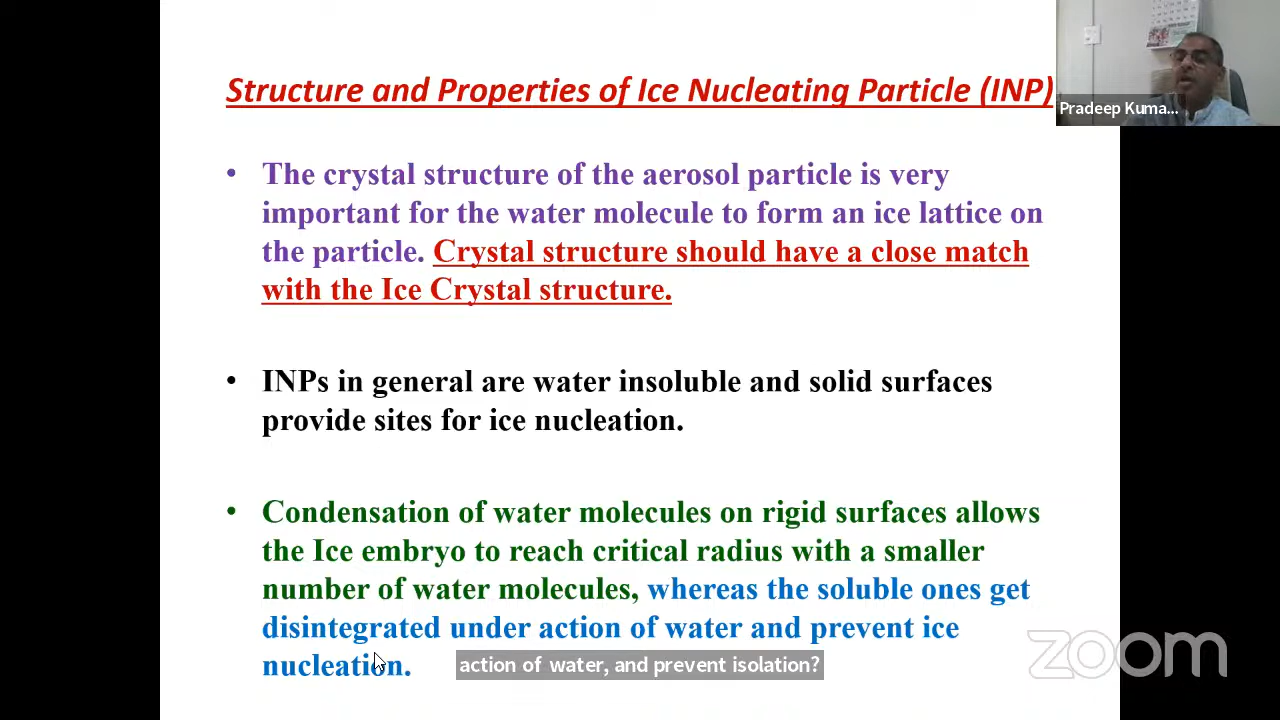 Structure and Properties of Ice Nucleating Particle (INP)
Pradeep Kuma...
• The crystal structure of the aerosol particle is very
important for the water molecule to form an ice lattice on
the particle. Crystal structure should have a close match
with the Ice Crystal structure.
• INPs in general are water insoluble and solid surfaces
provide sites for ice nucleation.
• Condensation of water molecules on rigid surfaces allows
the Ice embryo to reach critical radius with a smaller
number of water molecules, whereas the soluble ones get
disintegrated under action of water and prevent ice
nucleation.
action of water, and prevent isolation?
zoom